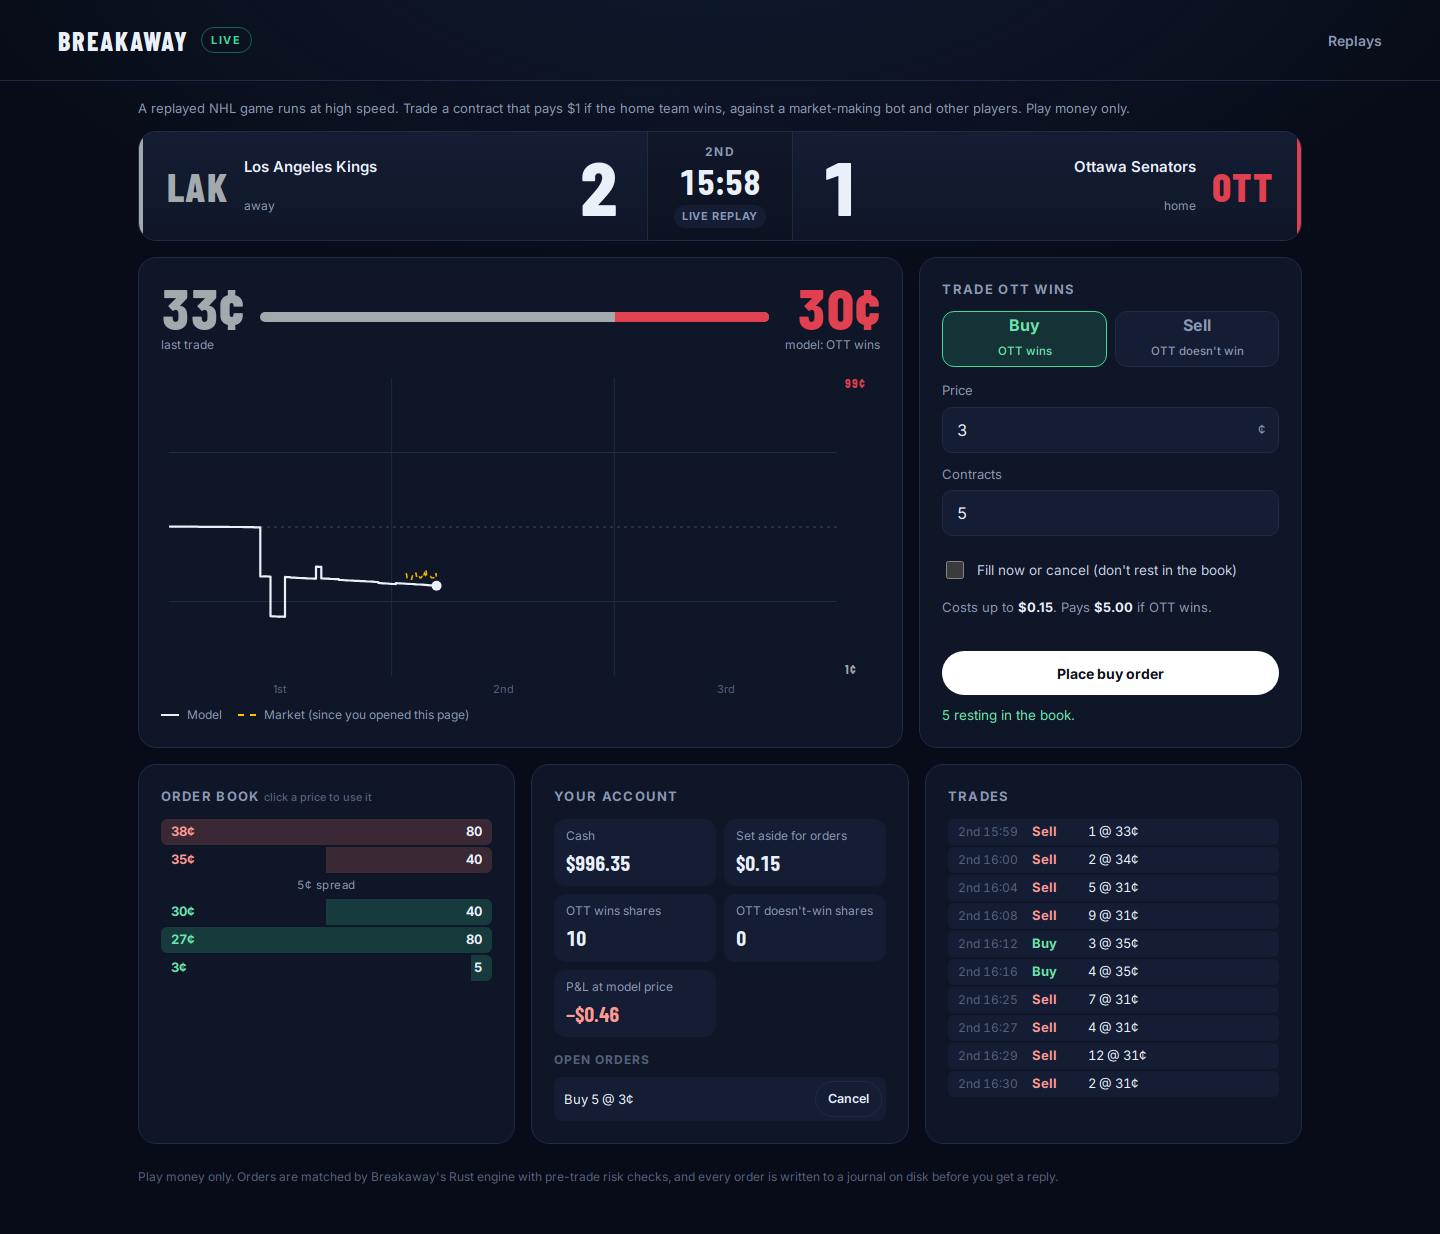 BREAKAWAY LIVE Replays
A replayed NHL game runs at high speed. Trade a contract that pays $1 if the home team wins, against a market-making bot and other players. Play money only.
LAK Los Angeles Kings
away
2
2ND
15:58
LIVE REPLAY
1
Ottawa Senators OTT
home
33¢
last trade
30¢
model: OTT wins
99¢
1¢
1st 2nd 3rd
Model Market (since you opened this page)
TRADE OTT WINS
Buy
OTT wins
Sell
OTT doesn't win
Price
3 ¢
Contracts
5
Fill now or cancel (don't rest in the book)
Costs up to $0.15. Pays $5.00 if OTT wins.
Place buy order
5 resting in the book.
ORDER BOOK click a price to use it
38¢ 80
35¢ 40
5¢ spread
30¢ 40
27¢ 80
3¢ 5
YOUR ACCOUNT
Cash
$996.35
Set aside for orders
$0.15
OTT wins shares
10
OTT doesn't-win shares
0
P&L at model price
−$0.46
OPEN ORDERS
Buy 5 @ 3¢ Cancel
TRADES
2nd 15:59 Sell 1 @ 33¢
2nd 16:00 Sell 2 @ 34¢
2nd 16:04 Sell 5 @ 31¢
2nd 16:08 Sell 9 @ 31¢
2nd 16:12 Buy 3 @ 35¢
2nd 16:16 Buy 4 @ 35¢
2nd 16:25 Sell 7 @ 31¢
2nd 16:27 Sell 4 @ 31¢
2nd 16:29 Sell 12 @ 31¢
2nd 16:30 Sell 2 @ 31¢
Play money only. Orders are matched by Breakaway's Rust engine with pre-trade risk checks, and every order is written to a journal on disk before you get a reply.